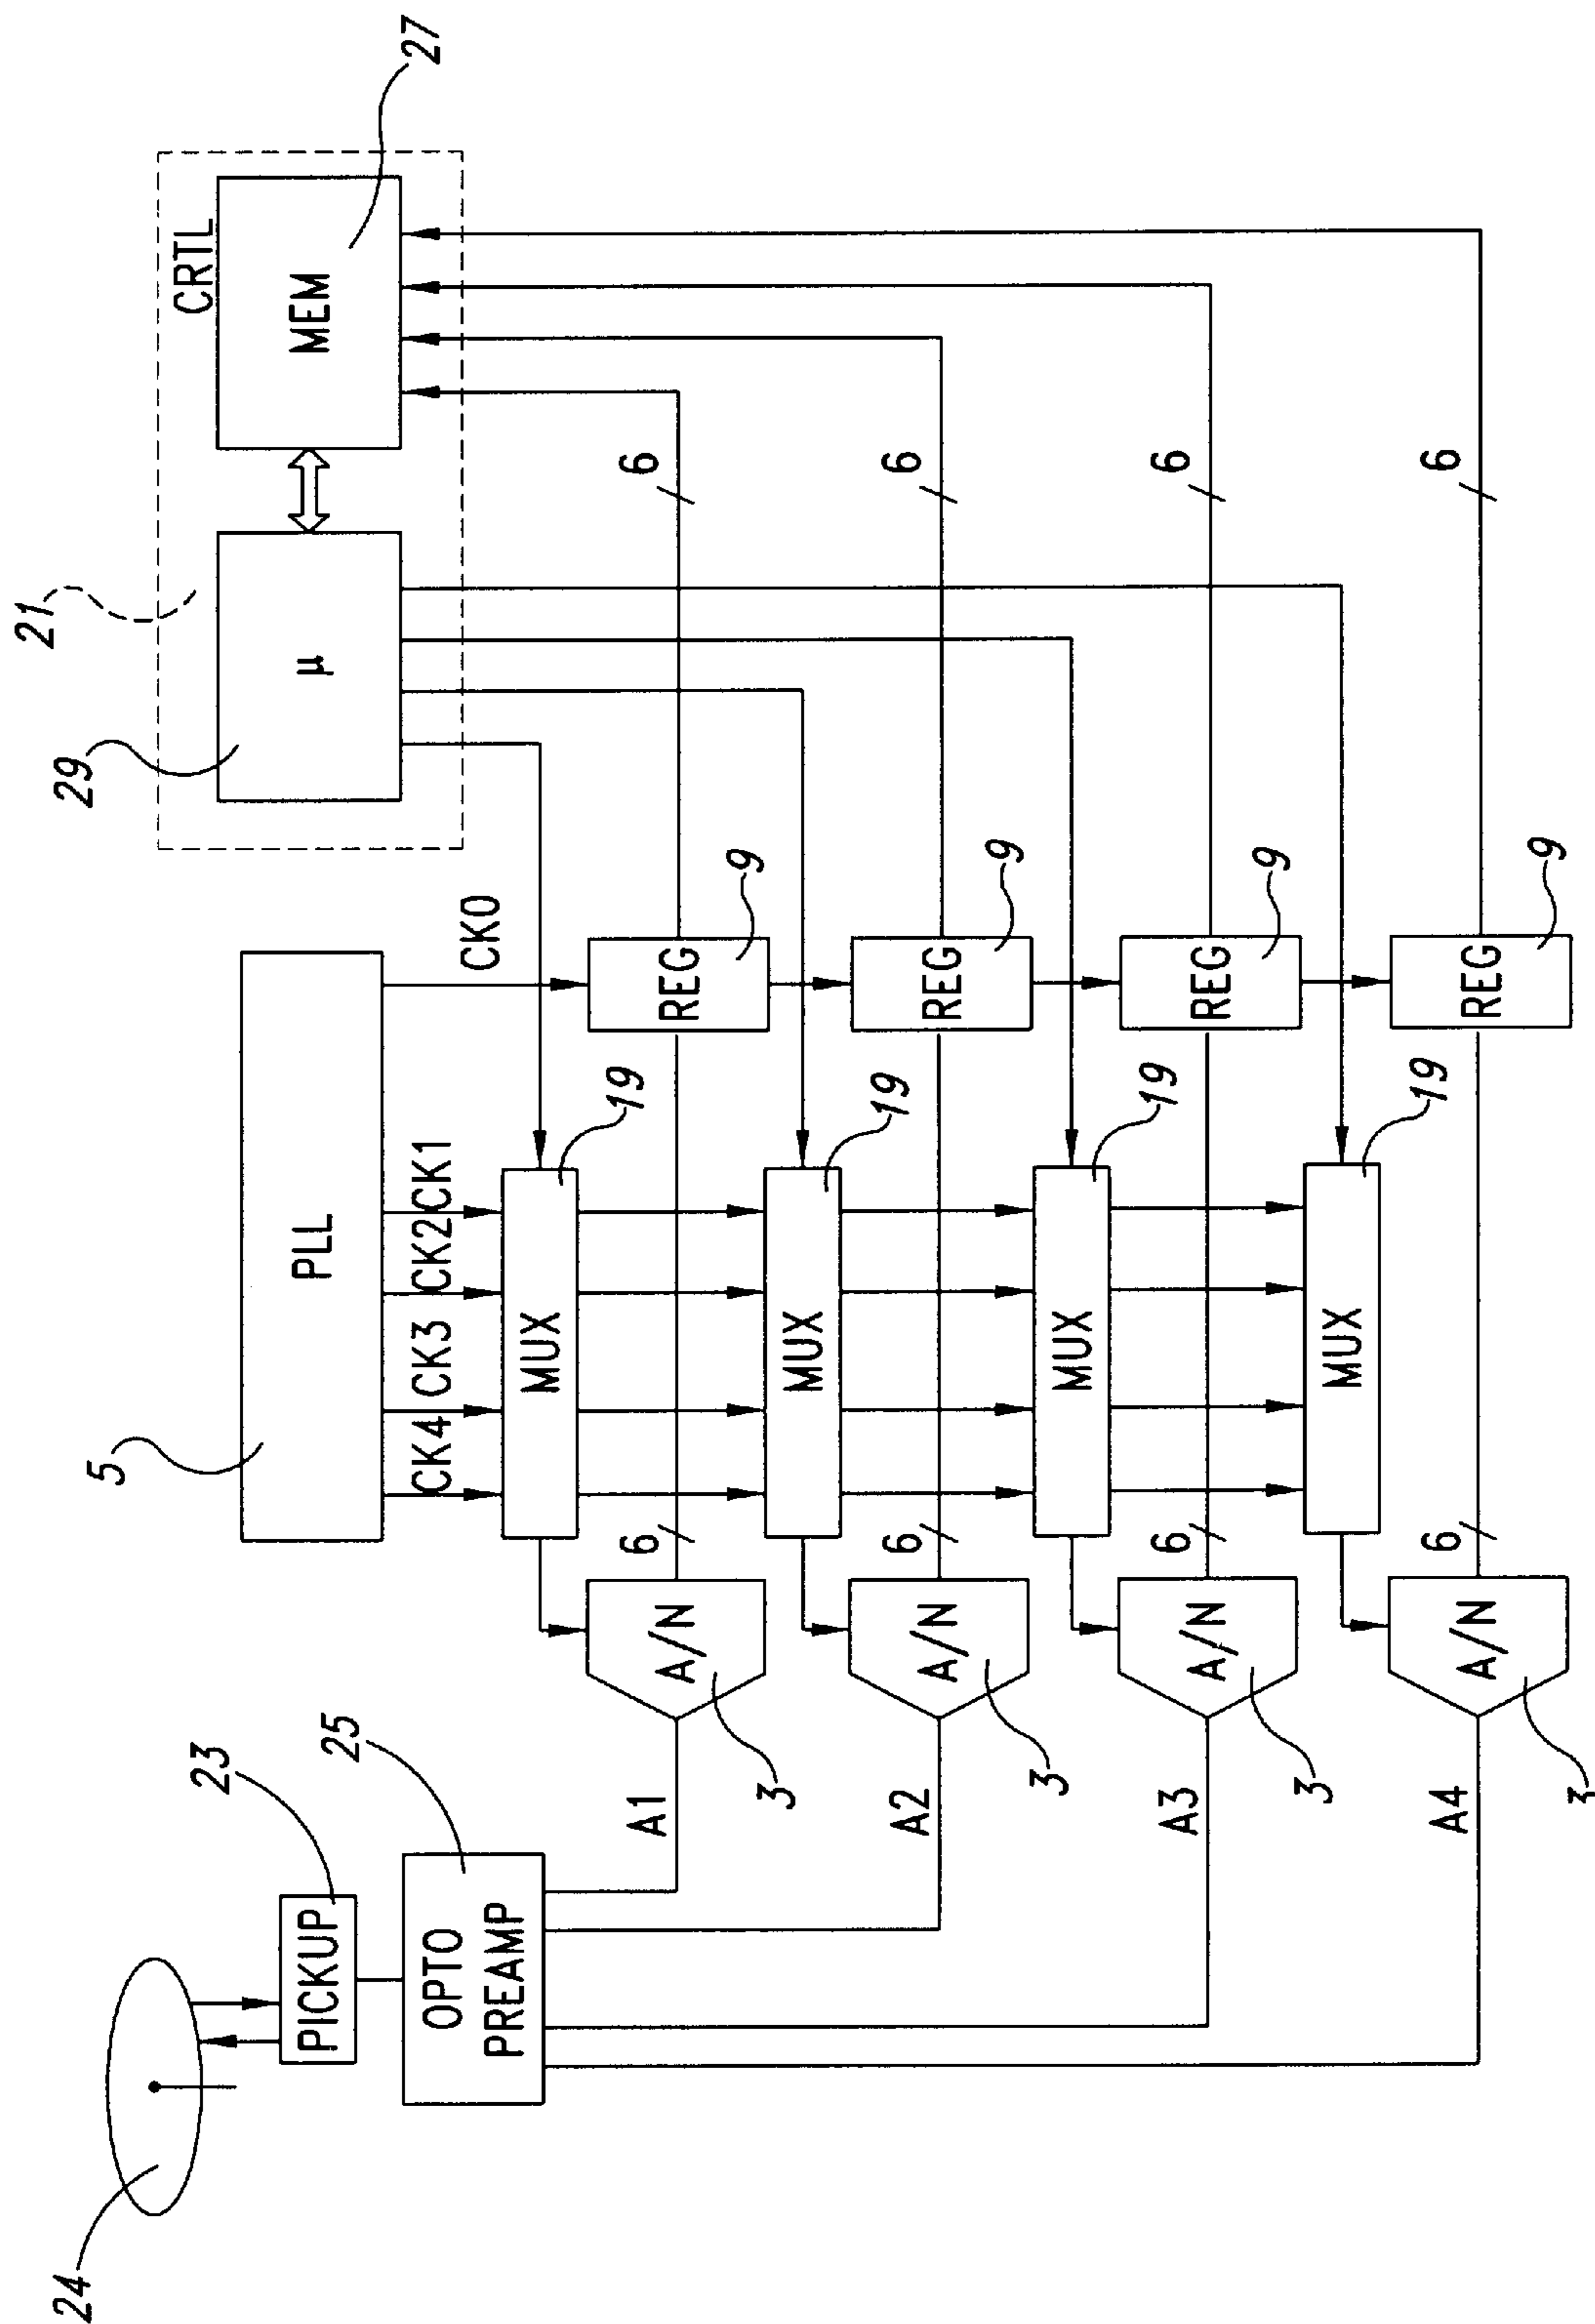 24
23
PICKUP
25
OPTO
PREAMP
5
PLL
CK4
CK3
CK2
CK1
CK0
29
21
μ
CRTL
MEM
27
MUX
19
A1
A/N
3
6
REG
9
6
MUX
19
A2
A/N
3
6
REG
9
6
MUX
19
A3
A/N
3
6
REG
9
6
MUX
19
A4
A/N
3
6
REG
9
6